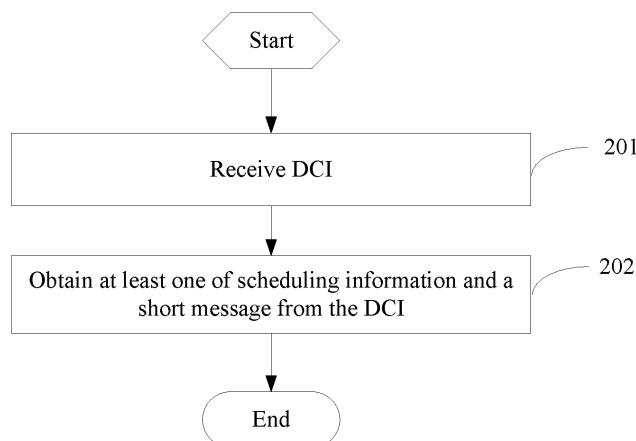 Start
Receive DCI
201
Obtain at least one of scheduling information and a
short message from the DCI
202
End